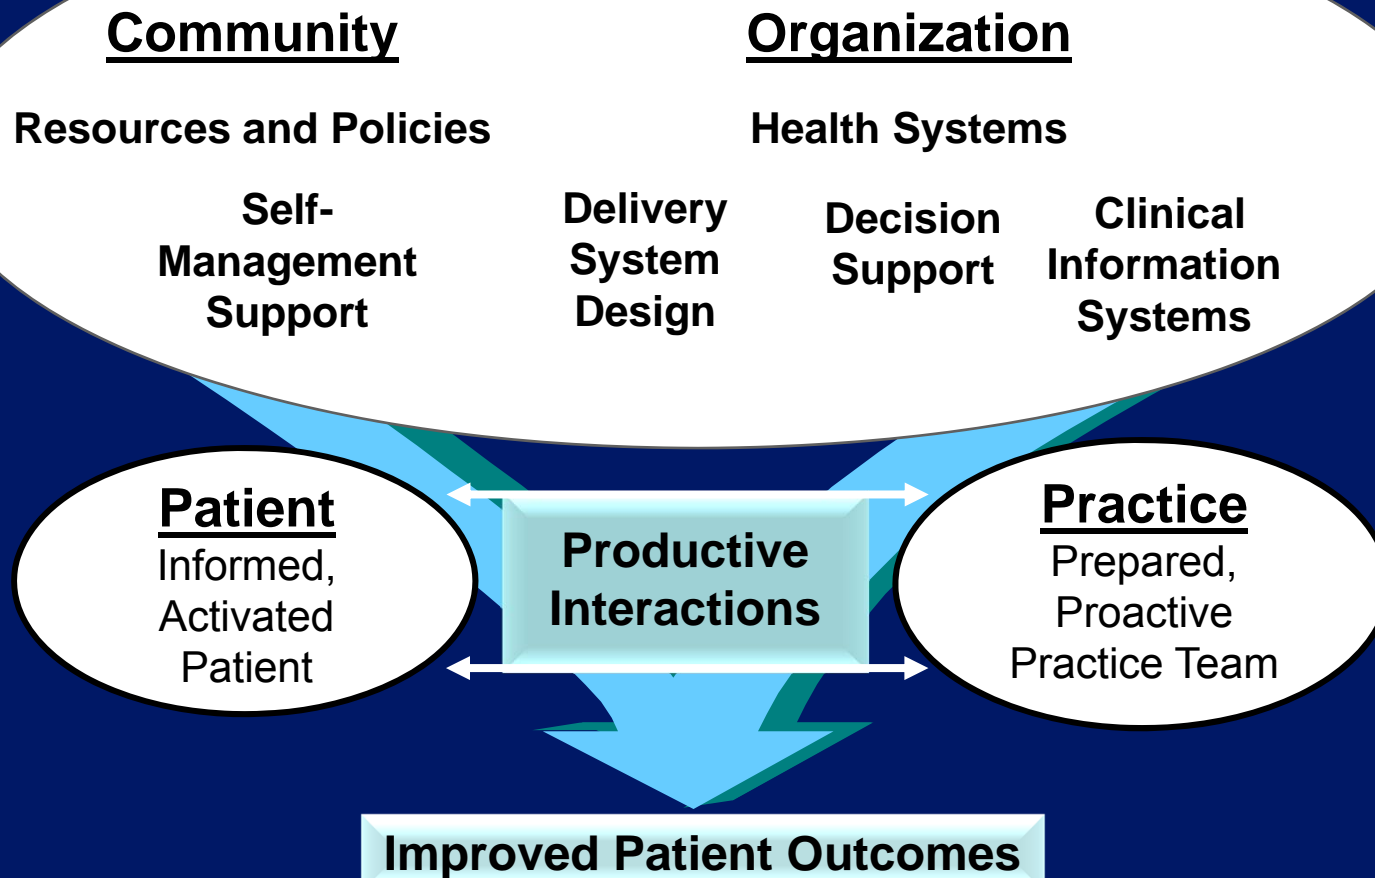 Community
Organization
Resources and Policies
Health Systems
Self-
Management
Support
Delivery
System
Design
Decision
Support
Clinical
Information
Systems
Patient
Informed,
Activated
Patient
Productive
Interactions
Practice
Prepared,
Proactive
Practice Team
Improved Patient Outcomes